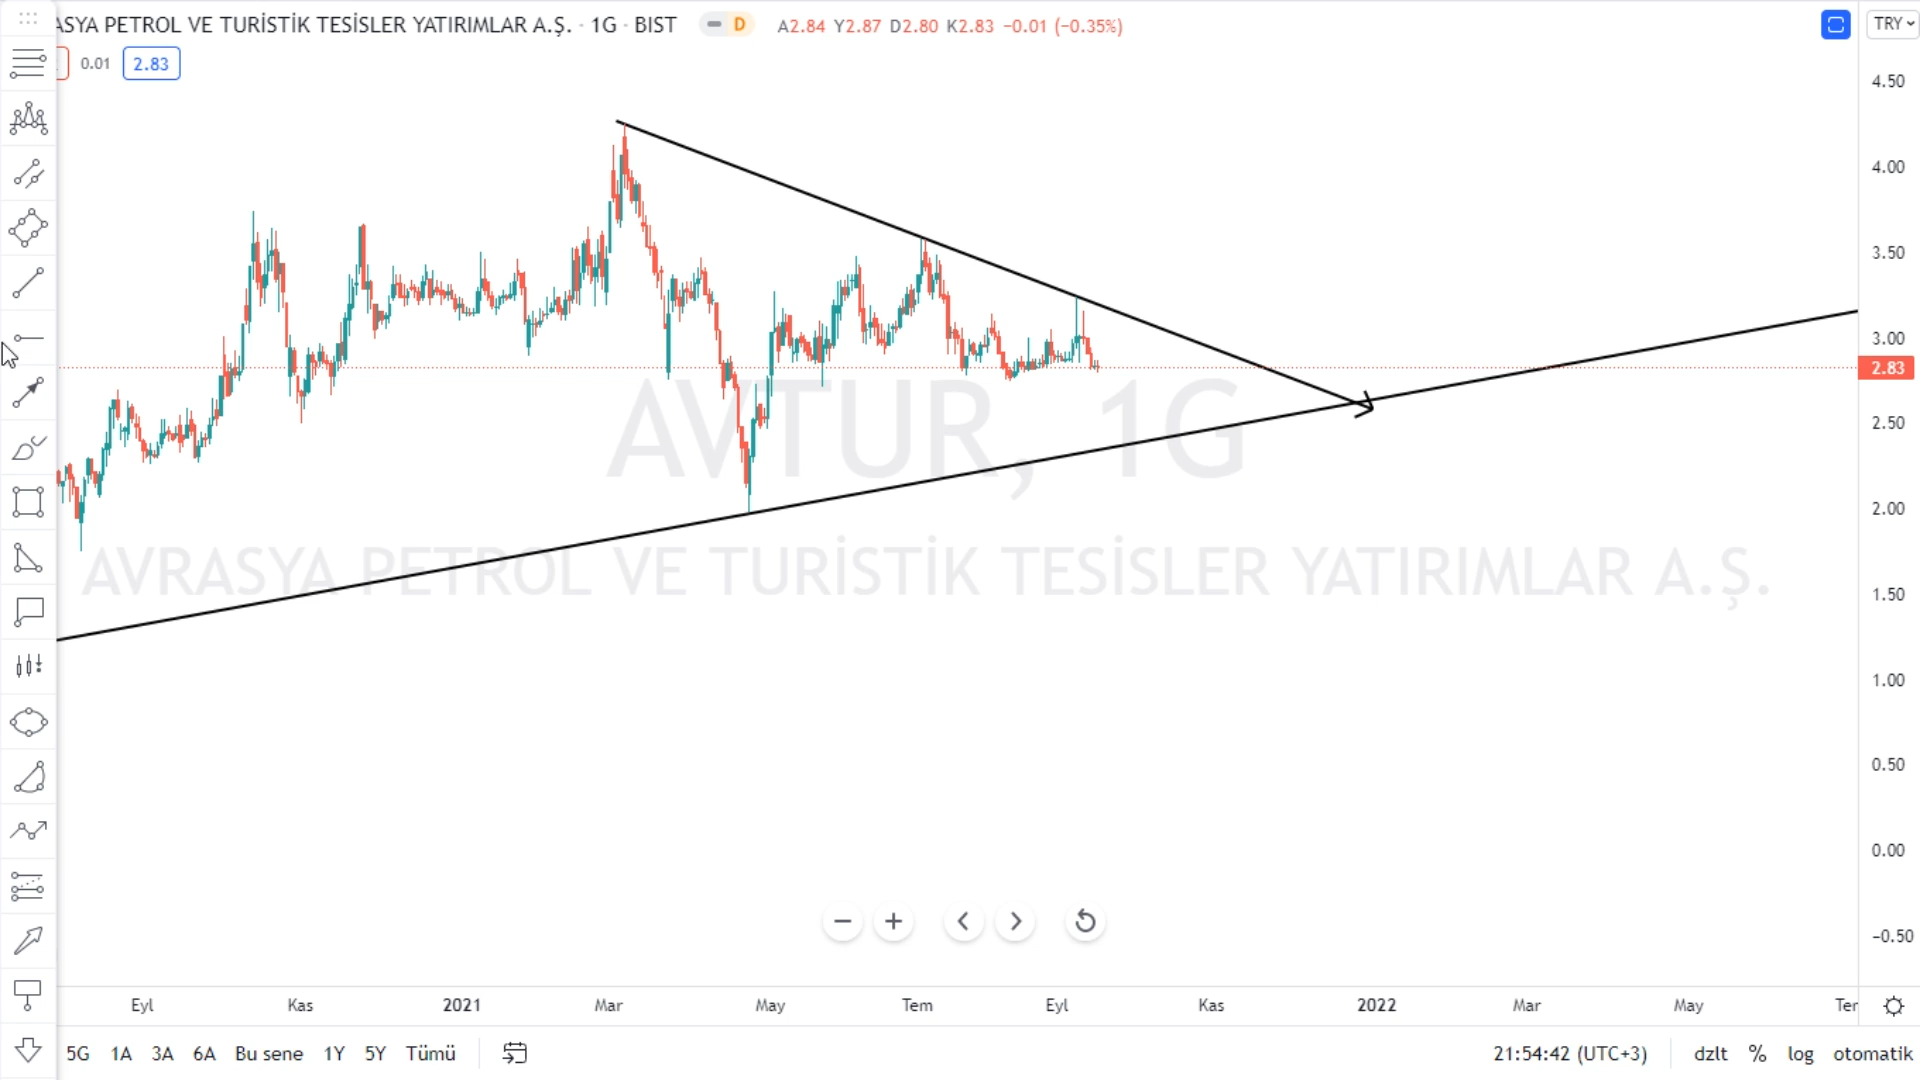 ASYA PETROL VE TURİSTİK TESİSLER YATIRIMLAR A.Ş. · 1G · BIST D A2.84 Y2.87 D2.80 K2.83 −0.01 (−0.35%) TRY
0.01 2.83
4.50
4.00
3.50
3.00
2.83
2.50
2.00
1.50
1.00
0.50
0.00
−0.50
AVTUR, 1G
AVRASYA PETROL VE TURİSTİK TESİSLER YATIRIMLAR A.Ş.
Eyl Kas 2021 Mar May Tem Eyl Kas 2022 Mar May Ter
5G 1A 3A 6A Bu sene 1Y 5Y Tümü 21:54:42 (UTC+3) dzlt % log otomatik